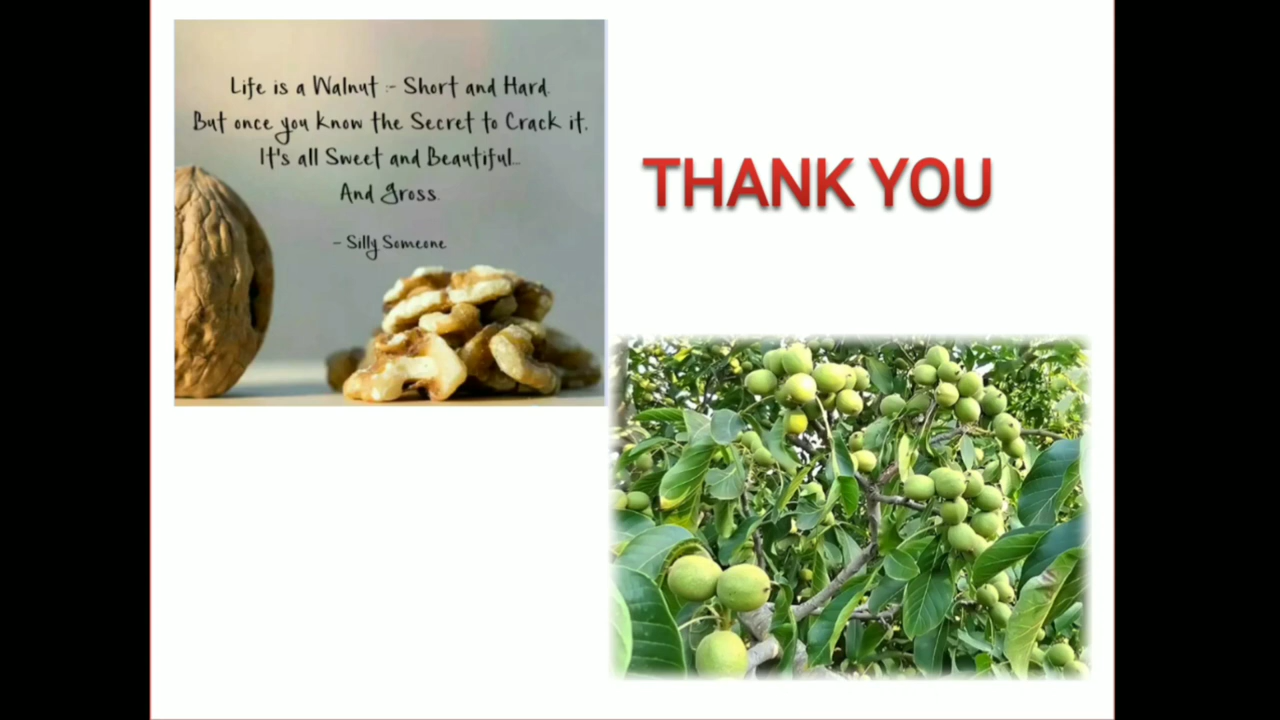 Life is a Walnut :- Short and Hard.
But once you know the Secret to Crack it,
It's all Sweet and Beautiful...
And Gross.
- Silly Someone
THANK YOU